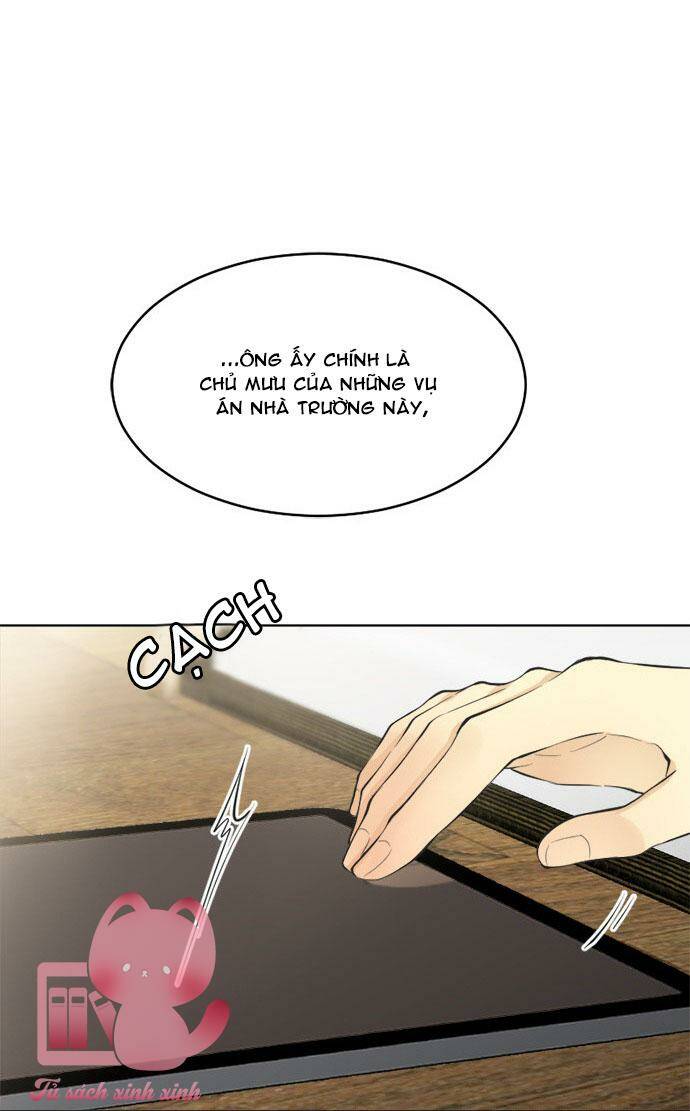 ...ÔNG ẤY CHÍNH LÀ
CHỦ MƯU CỦA NHỮNG VỤ
ÁN NHÀ TRƯỜNG NÀY,
CẠCH
Tủ sách xinh xinh